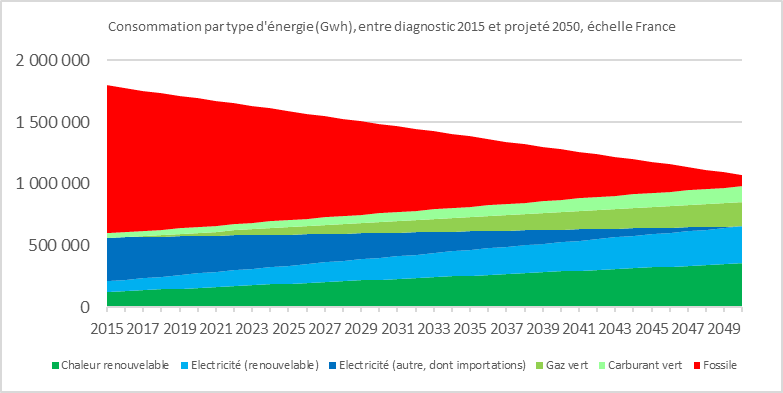 Consommation par type d'énergie (Gwh), entre diagnostic 2015 et projeté 2050, échelle France
2 000 000
1 500 000
1 000 000
500 000
0
2015 2017 2019 2021 2023 2025 2027 2029 2031 2033 2035 2037 2039 2041 2043 2045 2047 2049
Chaleur renouvelable Electricité (renouvelable) Electricité (autre, dont importations) Gaz vert Carburant vert Fossile